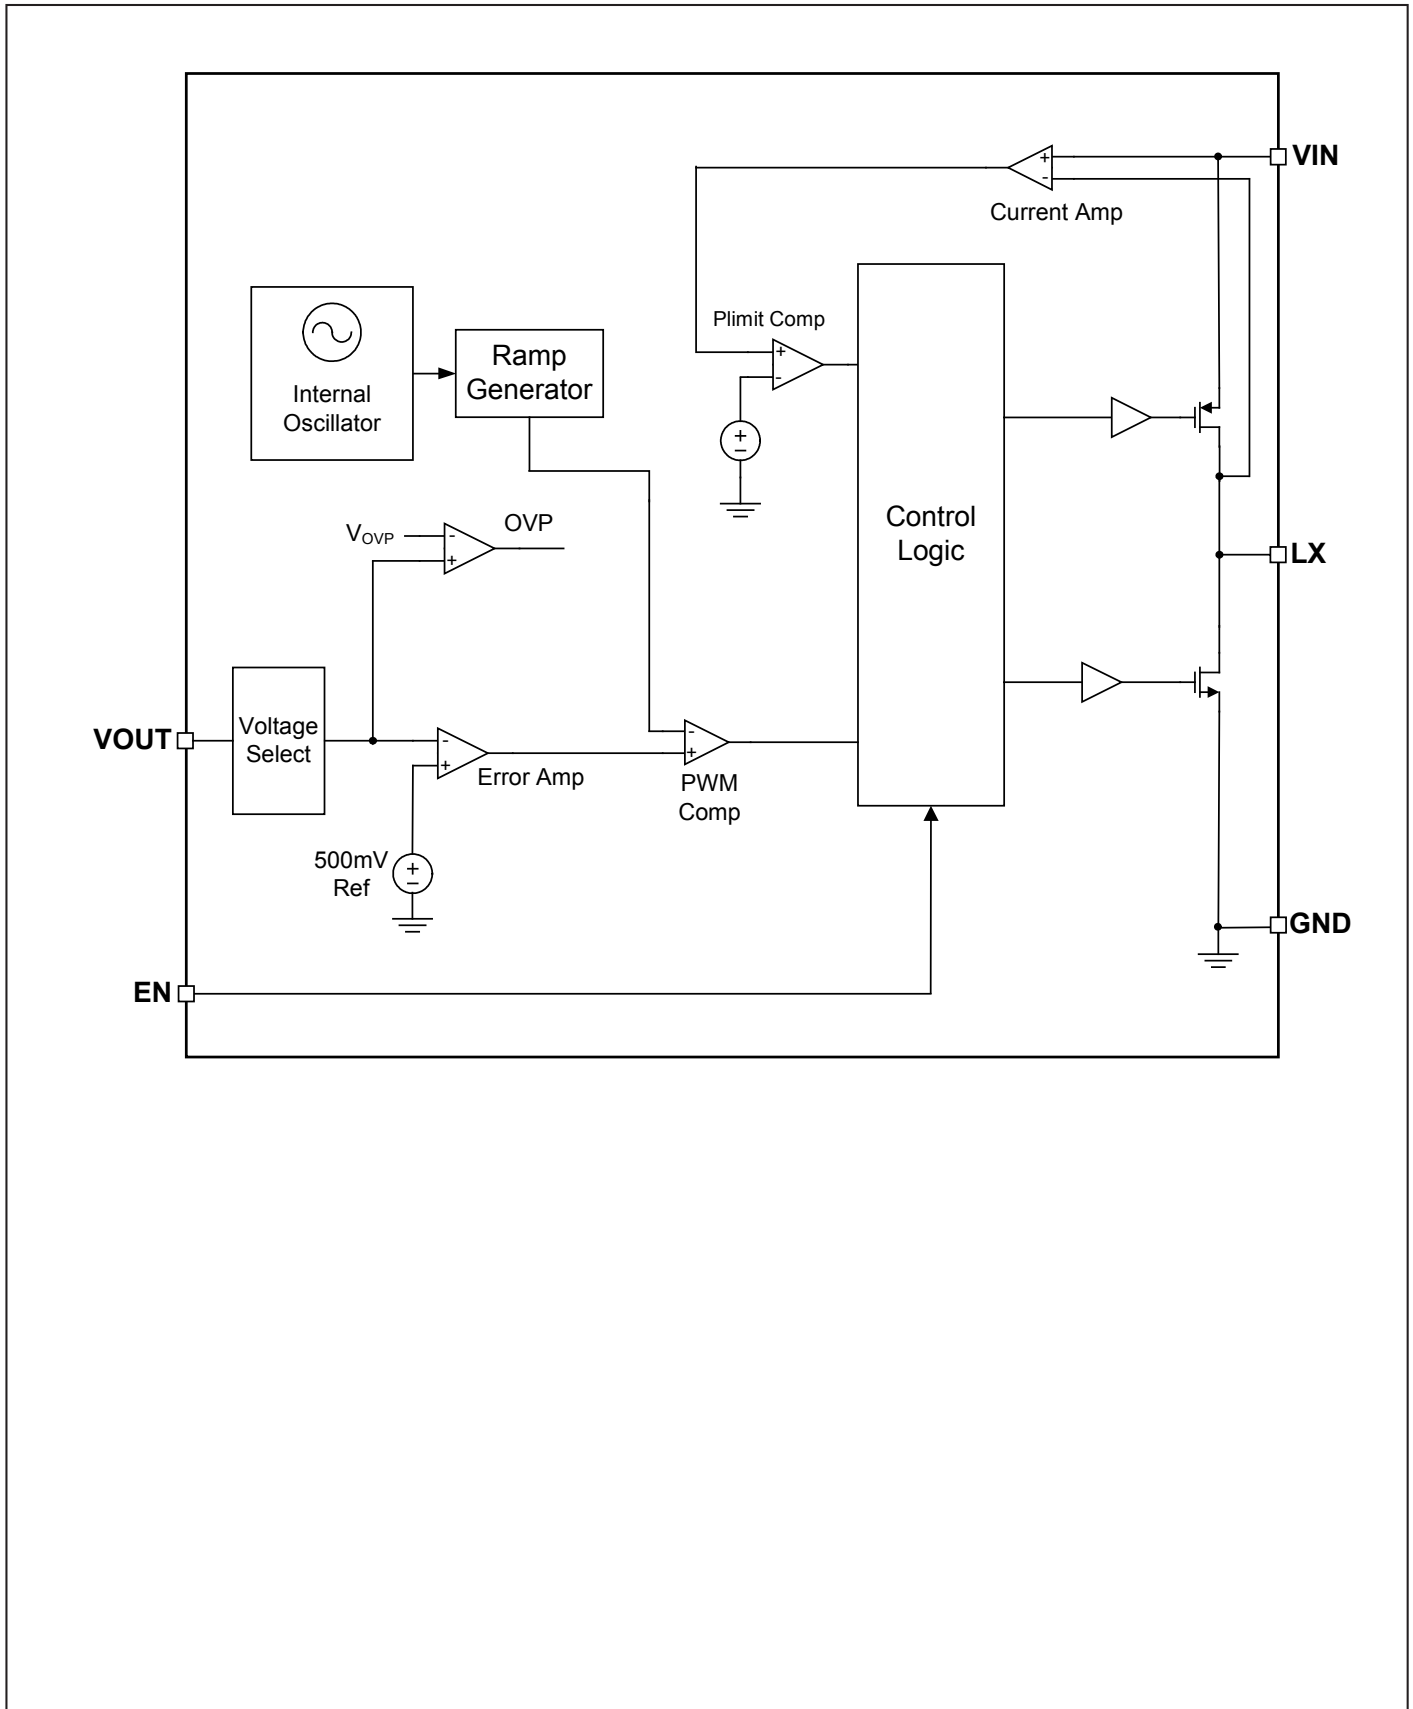 VIN
+
-
Current Amp
Plimit Comp
+
-
Ramp
Generator
Internal
Oscillator
+
-
Control
Logic
OVP
VOVP
-
+
LX
Voltage
Select
VOUT
-
+
Error Amp
-
+
PWM
Comp
500mV
Ref
+
-
GND
EN